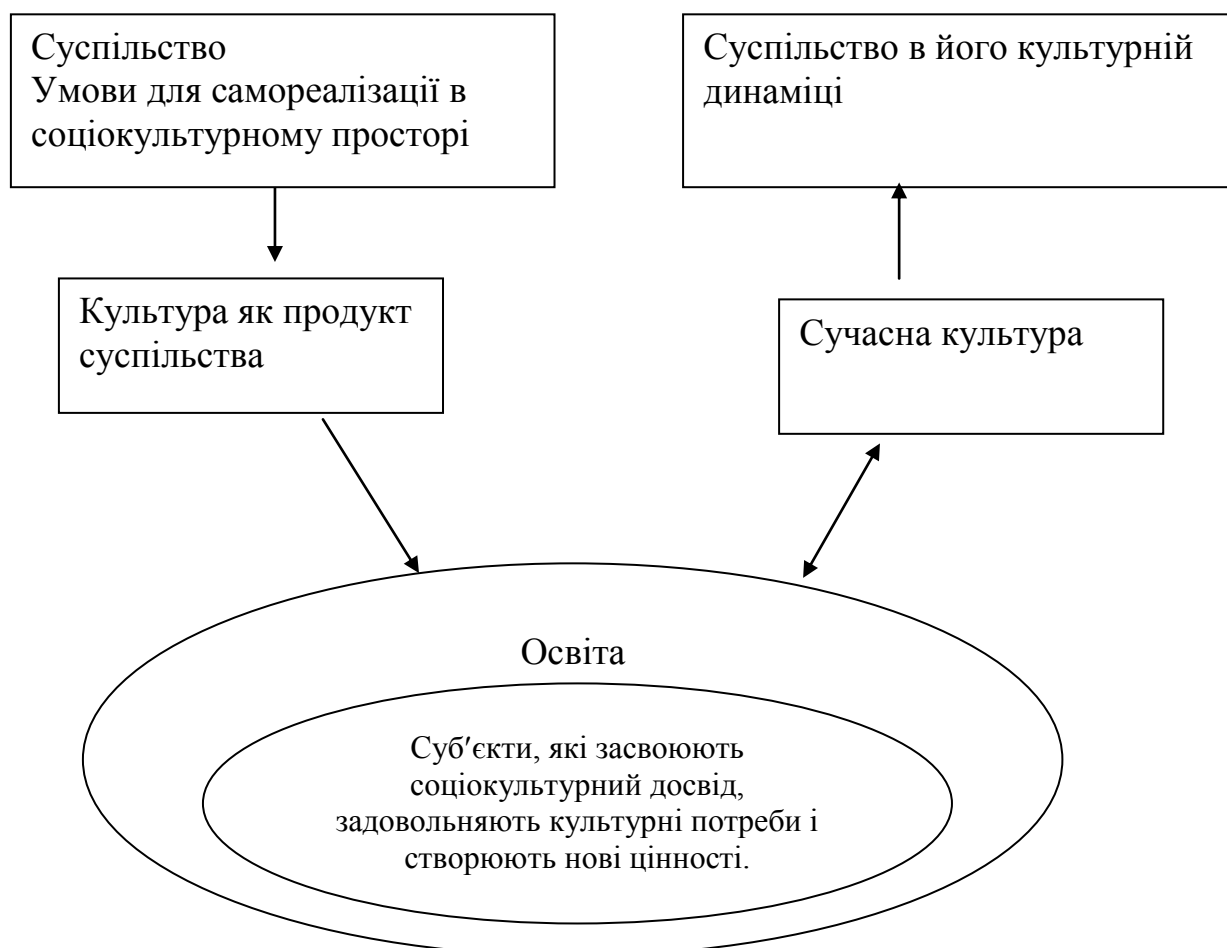 Суспільство
Умови для самореалізації в
соціокультурному просторі
Суспільство в його культурній
динаміці
Культура як продукт
суспільства
Сучасна культура
Освіта
Суб′єкти, які засвоюють
соціокультурний досвід,
задовольняють культурні потреби і
створюють нові цінності.